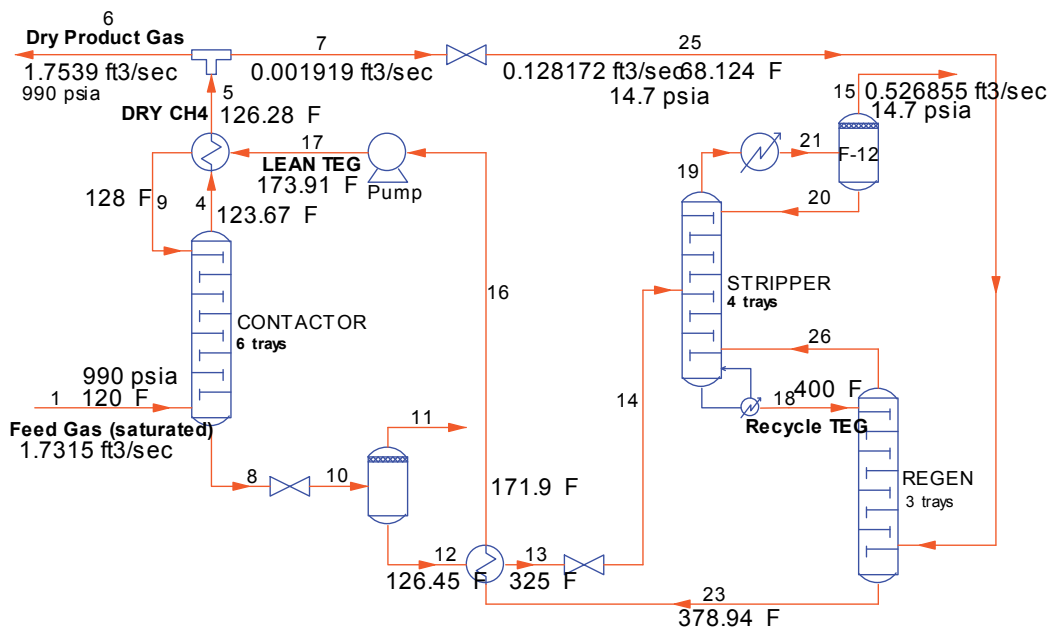 6
Dry Product Gas
7
25
1.7539 ft3/sec
0.001919 ft3/sec
0.128172 ft3/sec
68.124 F
990 psia
14.7 psia
15
0.526855 ft3/sec
14.7 psia
5
DRY CH4
126.28 F
17
LEAN TEG
173.91 F
Pump
19
21
F-12
20
128 F
9
4
123.67 F
16
STRIPPER
4 trays
CONTACTOR
6 trays
26
990 psia
1
120 F
14
18
400 F
Feed Gas (saturated)
Recycle TEG
1.7315 ft3/sec
11
8
10
171.9 F
REGEN
3 trays
12
13
126.45 F
325 F
23
378.94 F